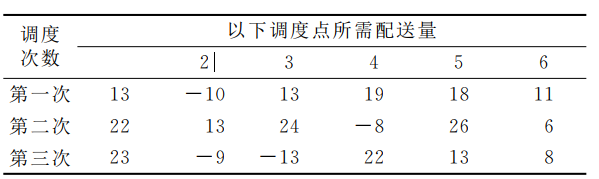 调度次数 以下调度点所需配送量
2| 3 4 5 6
第一次 13 －10 13 19 18 11
第二次 22 13 24 －8 26 6
第三次 23 －9 －13 22 13 8